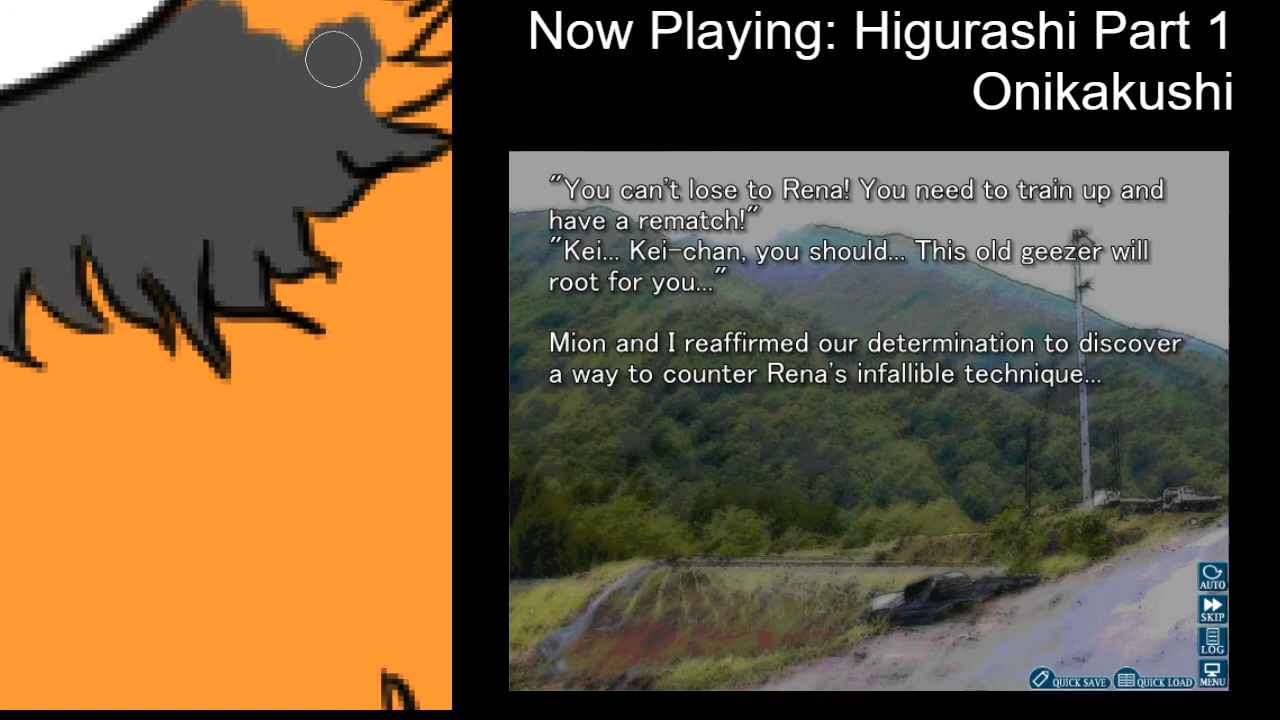 Now Playing: Higurashi Part 1
Onikakushi
"You can't lose to Rena! You need to train up and
have a rematch!"
"Kei... Kei-chan, you should... This old geezer will
root for you..."
Mion and I reaffirmed our determination to discover
a way to counter Rena's infallible technique...
AUTO
SKIP
LOG
MENU
QUICK SAVE
QUICK LOAD